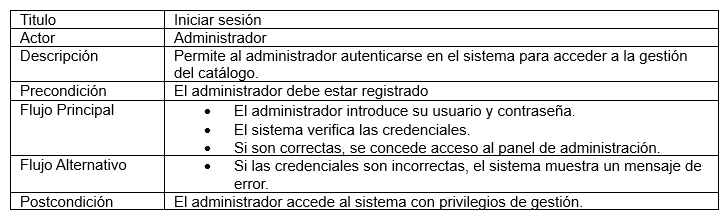 Titulo Iniciar sesión
Actor Administrador
Descripción Permite al administrador autenticarse en el sistema para acceder a la gestión
del catálogo.
Precondición El administrador debe estar registrado
Flujo Principal • El administrador introduce su usuario y contraseña.
• El sistema verifica las credenciales.
• Si son correctas, se concede acceso al panel de administración.
Flujo Alternativo • Si las credenciales son incorrectas, el sistema muestra un mensaje de
error.
Postcondición El administrador accede al sistema con privilegios de gestión.